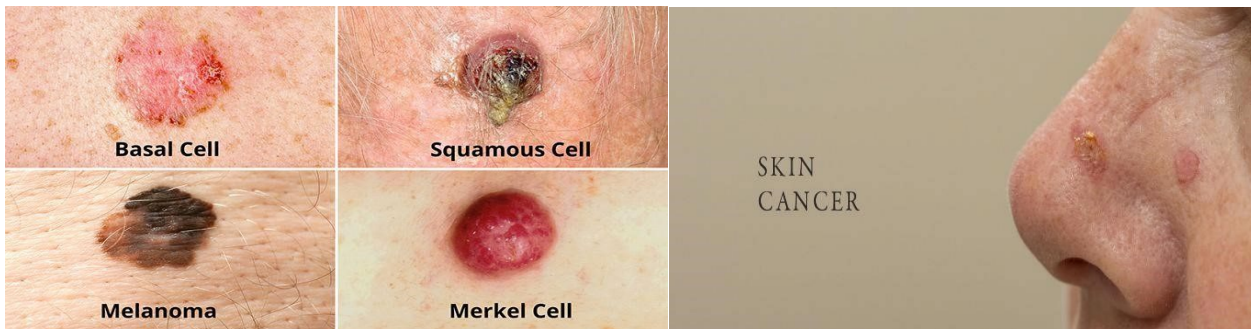 Basal Cell
Squamous Cell
Melanoma
Merkel Cell
SKIN
CANCER